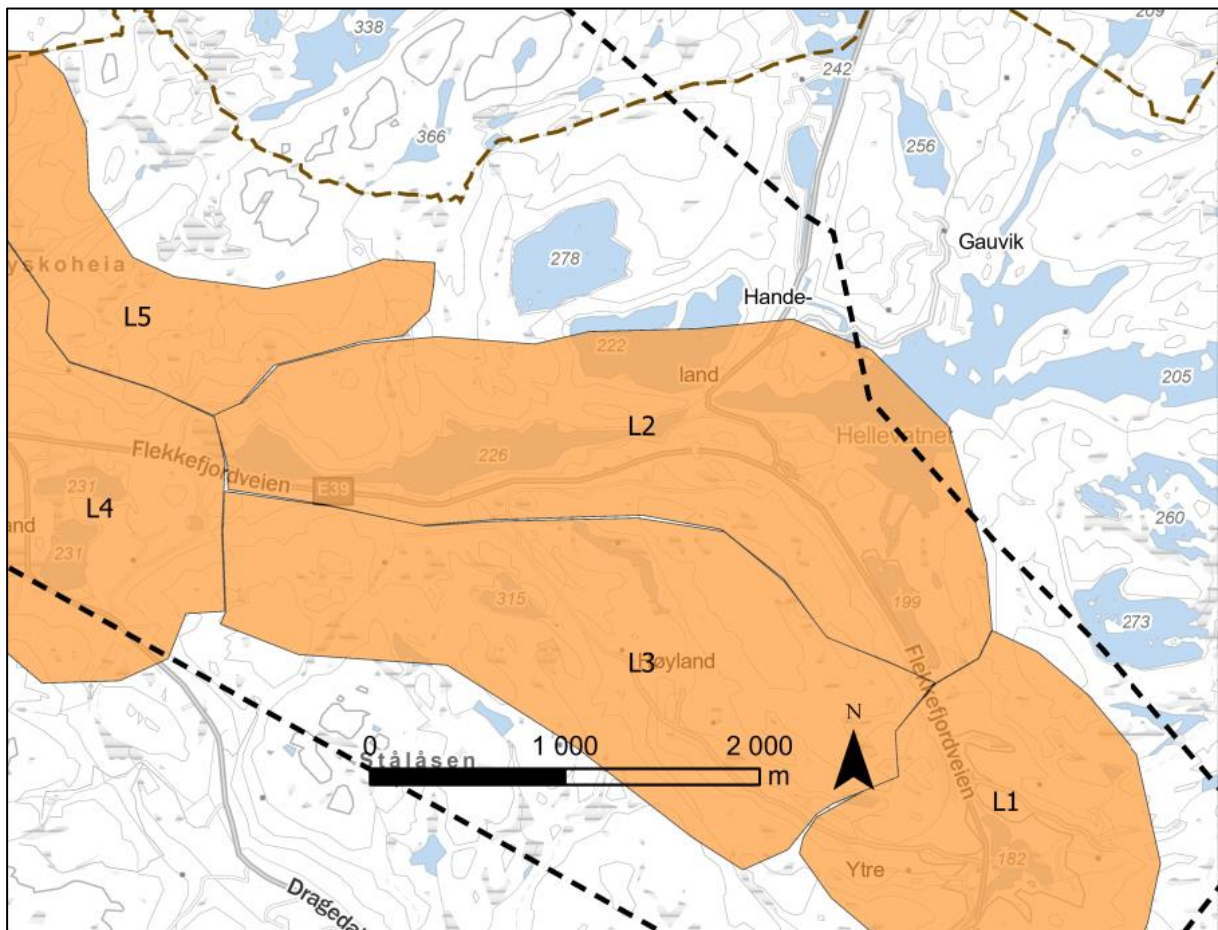 338
209
242
366
256
Gauvik
278
yskoheia
Hande-
L5
222
land
205
L2
Hellevatnet
Flekkefjordveien
226
231
E39
L4
260
and
231
315
199
273
L3
Høyland
Flekkefjordveien
N
0 1 000 2 000
Stålåsen
m
L1
182
Ytre
Dragedal